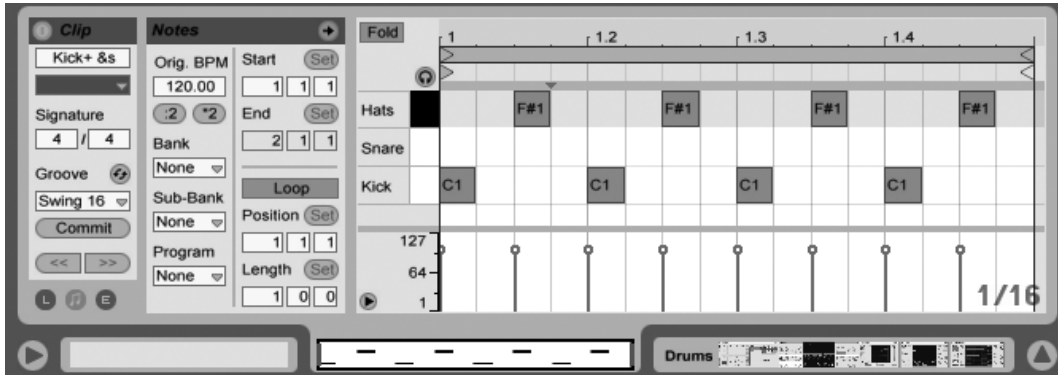 Clip
Kick+ &s
Signature
4 / 4
Groove
Swing 16
Commit
<< >>
L E
Notes
Orig. BPM
120.00
:2 *2
Bank
None
Sub-Bank
None
Program
None
Start Set
1 1 1
End Set
2 1 1
Loop
Position Set
1 1 1
Length Set
1 0 0
Fold
1 1.2 1.3 1.4
Hats F#1 F#1 F#1 F#1
Snare
Kick C1 C1 C1 C1
127
64
1
1/16
Drums